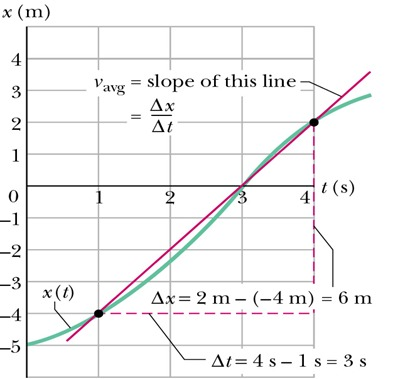 x (m)
4
3
v_avg = slope of this line
= Δx/Δt
2
1
0
1
2
3
4
t (s)
−1
−2
−3
x(t)
Δx = 2 m − (−4 m) = 6 m
−4
−5
Δt = 4 s − 1 s = 3 s